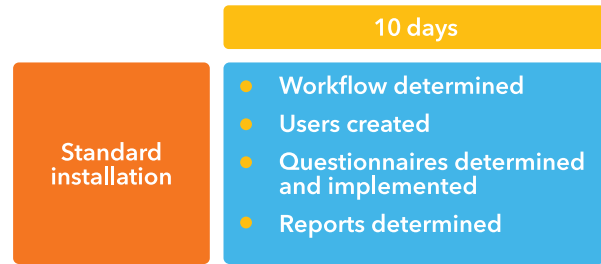 10 days
Standard
installation
Workflow determined
Users created
Questionnaires determined
and implemented
Reports determined